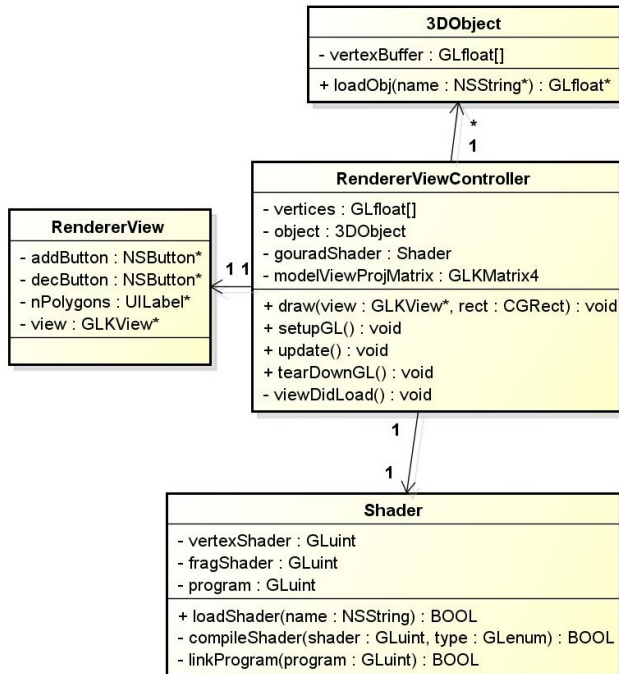 3DObject
- vertexBuffer : GLfloat[]
+ loadObj(name : NSString*) : GLfloat*
*
1
RendererViewController
- vertices : GLfloat[]
- object : 3DObject
- gouradShader : Shader
- modelViewProjMatrix : GLKMatrix4
+ draw(view : GLKView*, rect : CGRect) : void
+ setupGL() : void
+ update() : void
+ tearDownGL() : void
- viewDidLoad() : void
RendererView
- addButton : NSButton*
- decButton : NSButton*
- nPolygons : UILabel*
- view : GLKView*
1 1
1
1
Shader
- vertexShader : GLuint
- fragShader : GLuint
- program : GLuint
+ loadShader(name : NSString) : BOOL
- compileShader(shader : GLuint, type : GLenum) : BOOL
- linkProgram(program : GLuint) : BOOL